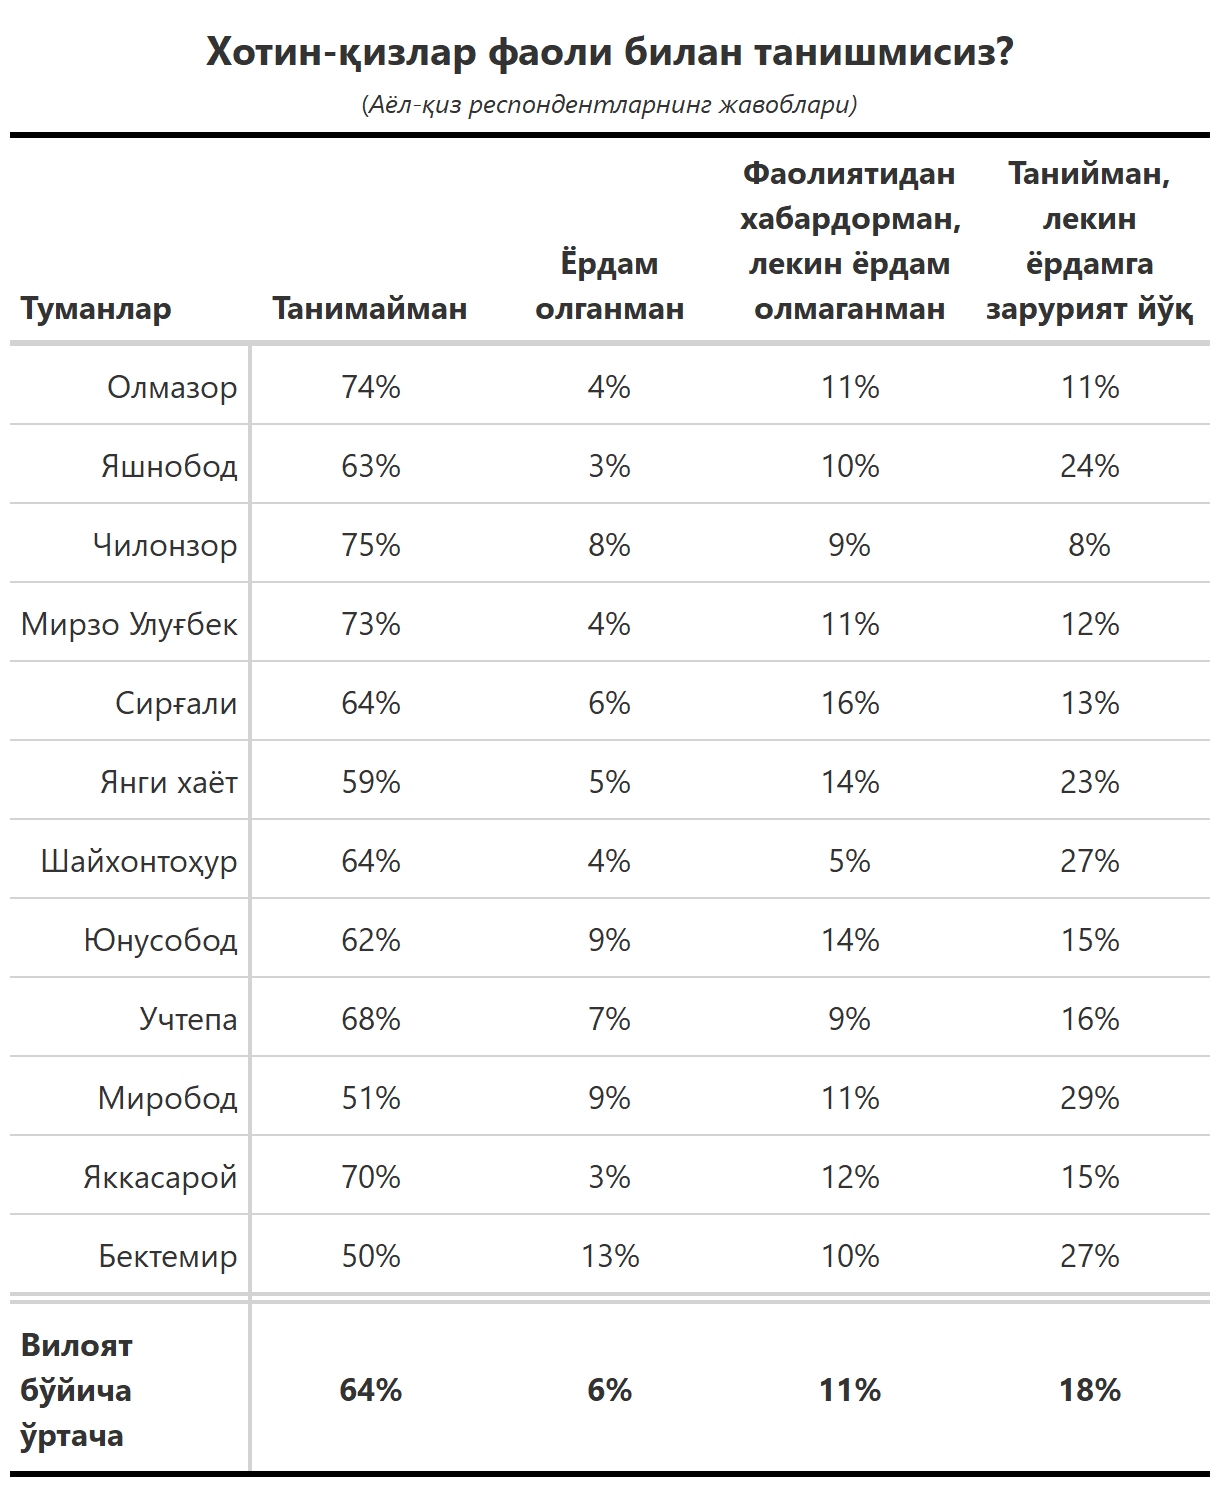 Хотин-қизлар фаоли билан танишмисиз?
(Аёл-қиз респондентларнинг жавоблари)
Туманлар Танимайман Ёрдам олганман Фаолиятидан хабардорман, лекин ёрдам олмаганман Танийман, лекин ёрдамга зарурият йўқ
Олмазор 74% 4% 11% 11%
Яшнобод 63% 3% 10% 24%
Чилонзор 75% 8% 9% 8%
Мирзо Улуғбек 73% 4% 11% 12%
Сирғали 64% 6% 16% 13%
Янги хаёт 59% 5% 14% 23%
Шайхонтоҳур 64% 4% 5% 27%
Юнусобод 62% 9% 14% 15%
Учтепа 68% 7% 9% 16%
Миробод 51% 9% 11% 29%
Яккасарой 70% 3% 12% 15%
Бектемир 50% 13% 10% 27%
Вилоят бўйича ўртача 64% 6% 11% 18%